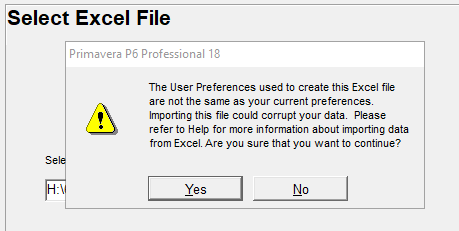 Select Excel File
Primavera P6 Professional 18
The User Preferences used to create this Excel file
are not the same as your current preferences.
Importing this file could corrupt your data. Please
refer to Help for more information about importing data
from Excel. Are you sure that you want to continue?
Sele
H:\
Yes
No